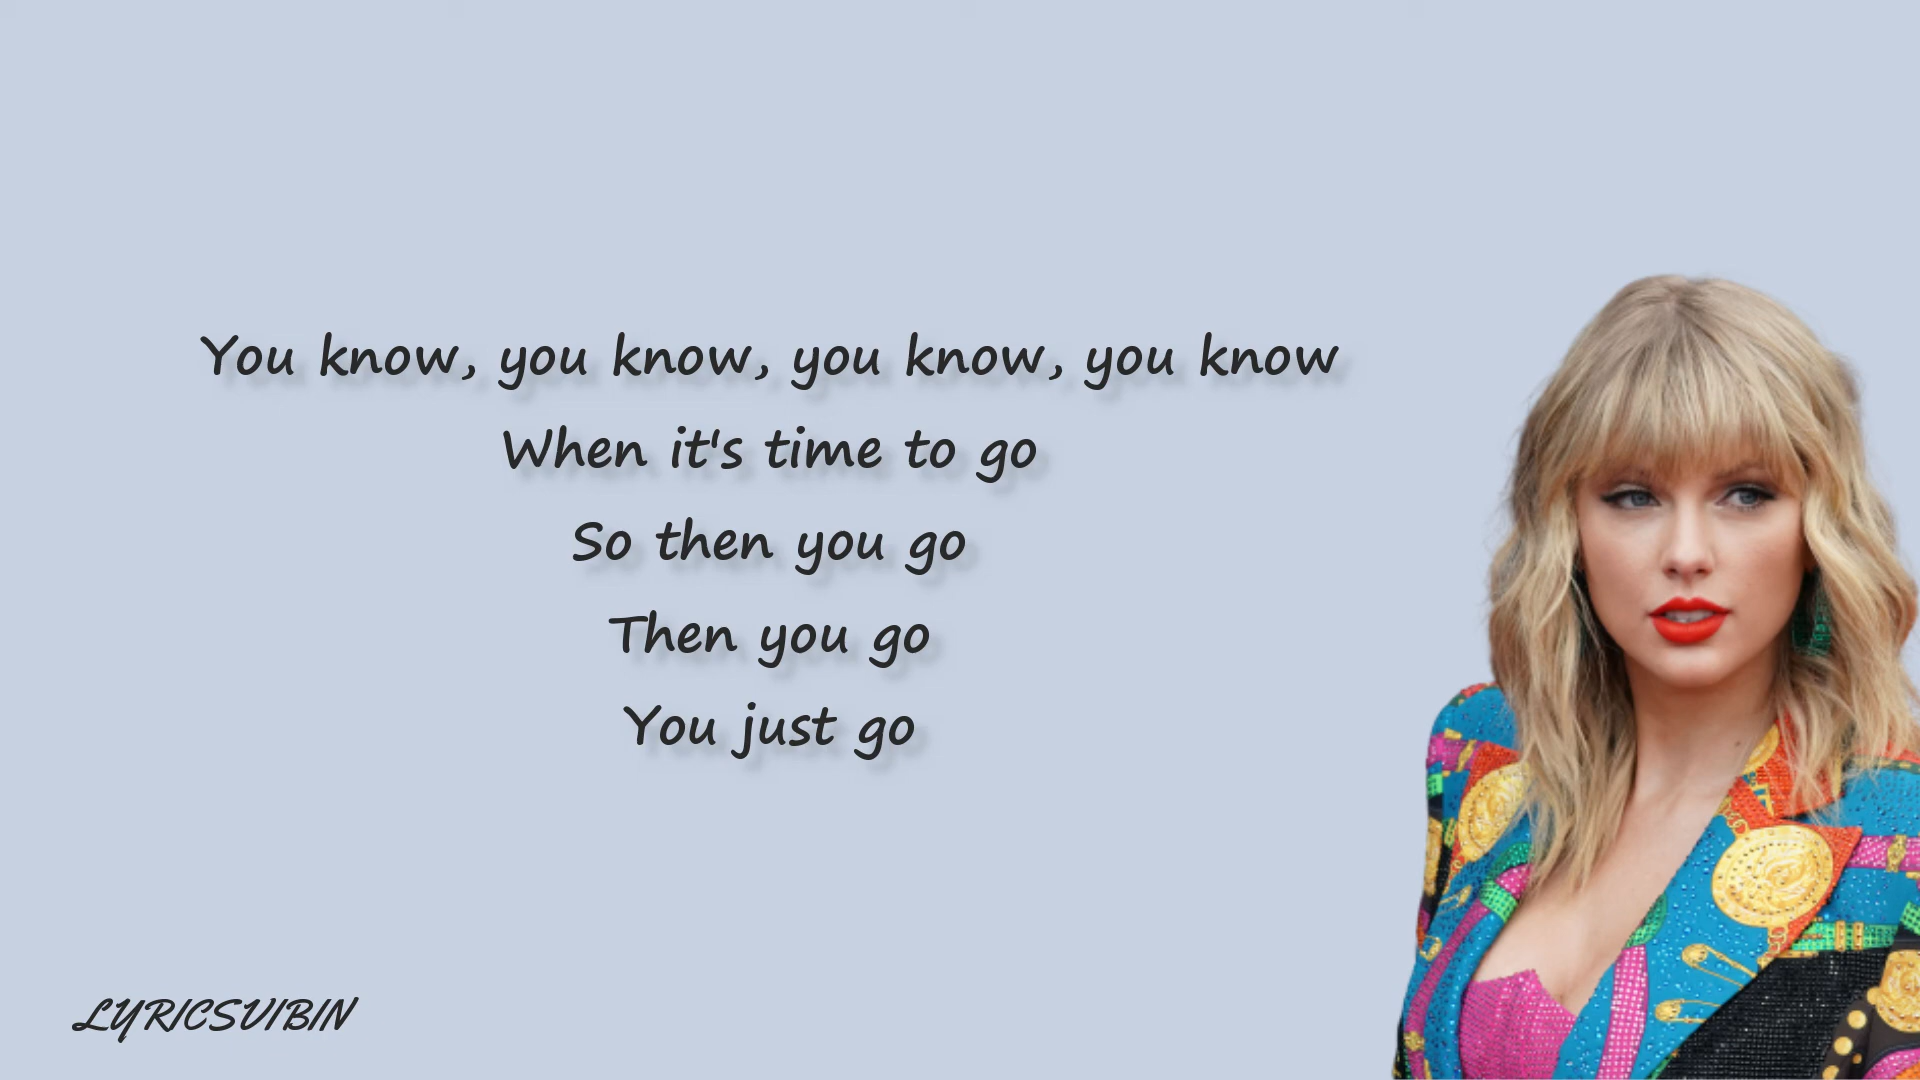 You know, you know, you know, you know
When it's time to go
So then you go
Then you go
You just go
LYRICSVIBIN